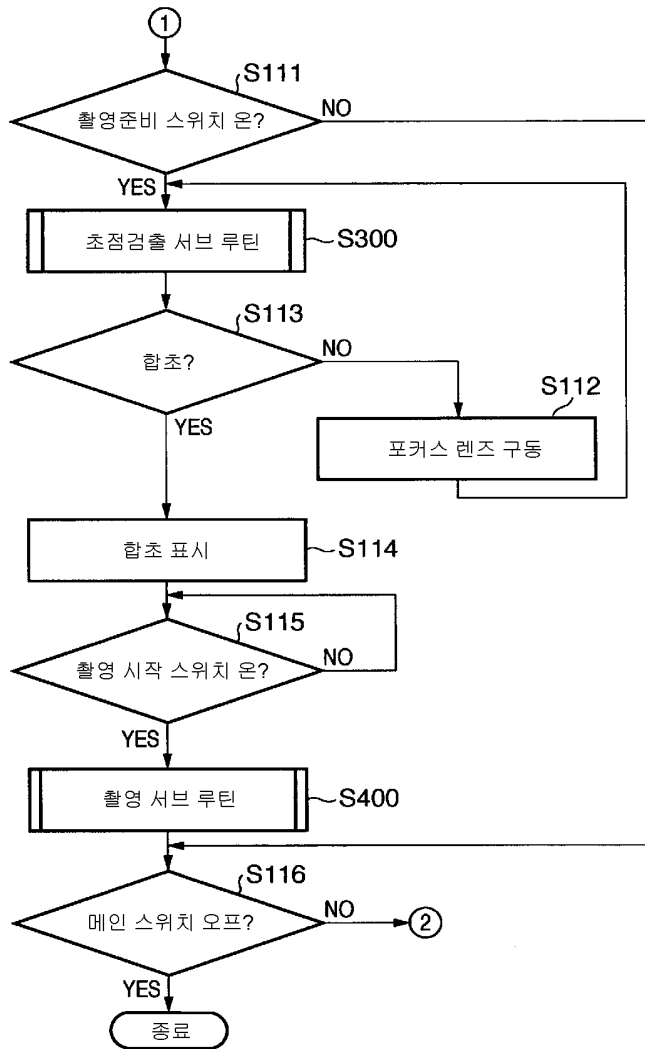 1
S111
촬영준비 스위치 온?
NO
YES
초점검출 서브 루틴
S300
S113
합초?
NO
YES
S112
포커스 렌즈 구동
합초 표시
S114
S115
촬영 시작 스위치 온?
NO
YES
촬영 서브 루틴
S400
S116
메인 스위치 오프?
NO
2
YES
종료